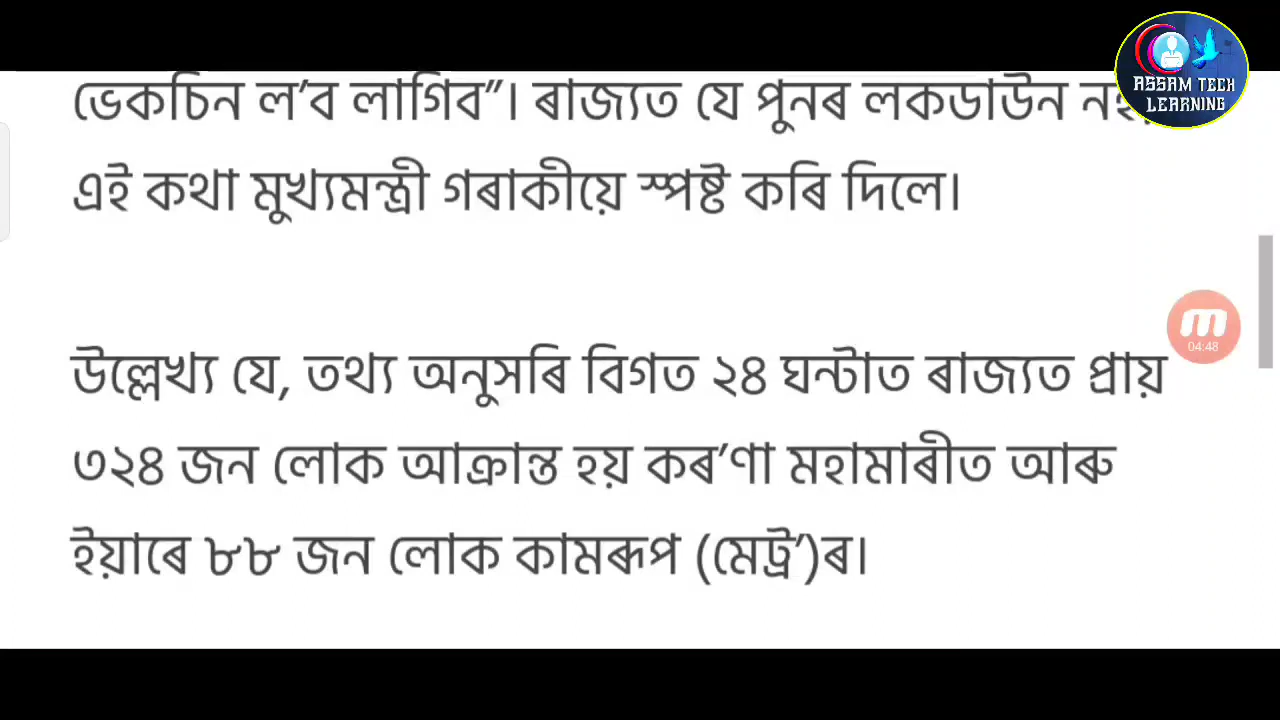 ভেকচিন ল’ব লাগিব”। ৰাজ্যত যে পুনৰ লকডাউন
এই কথা মুখ্যমন্ত্ৰী গৰাকীয়ে স্পষ্ট কৰি দিলে।
উল্লেখ্য যে, তথ্য অনুসৰি বিগত ২৪ ঘন্টাত ৰাজ্যত প্ৰায়
৩২৪ জন লোক আক্ৰান্ত হয় কৰ’ণা মহামাৰীত আৰু
ইয়াৰে ৮৮ জন লোক কামৰূপ (মেট্ৰ’)ৰ।
ASSAM TECH
LEARNING
04:48